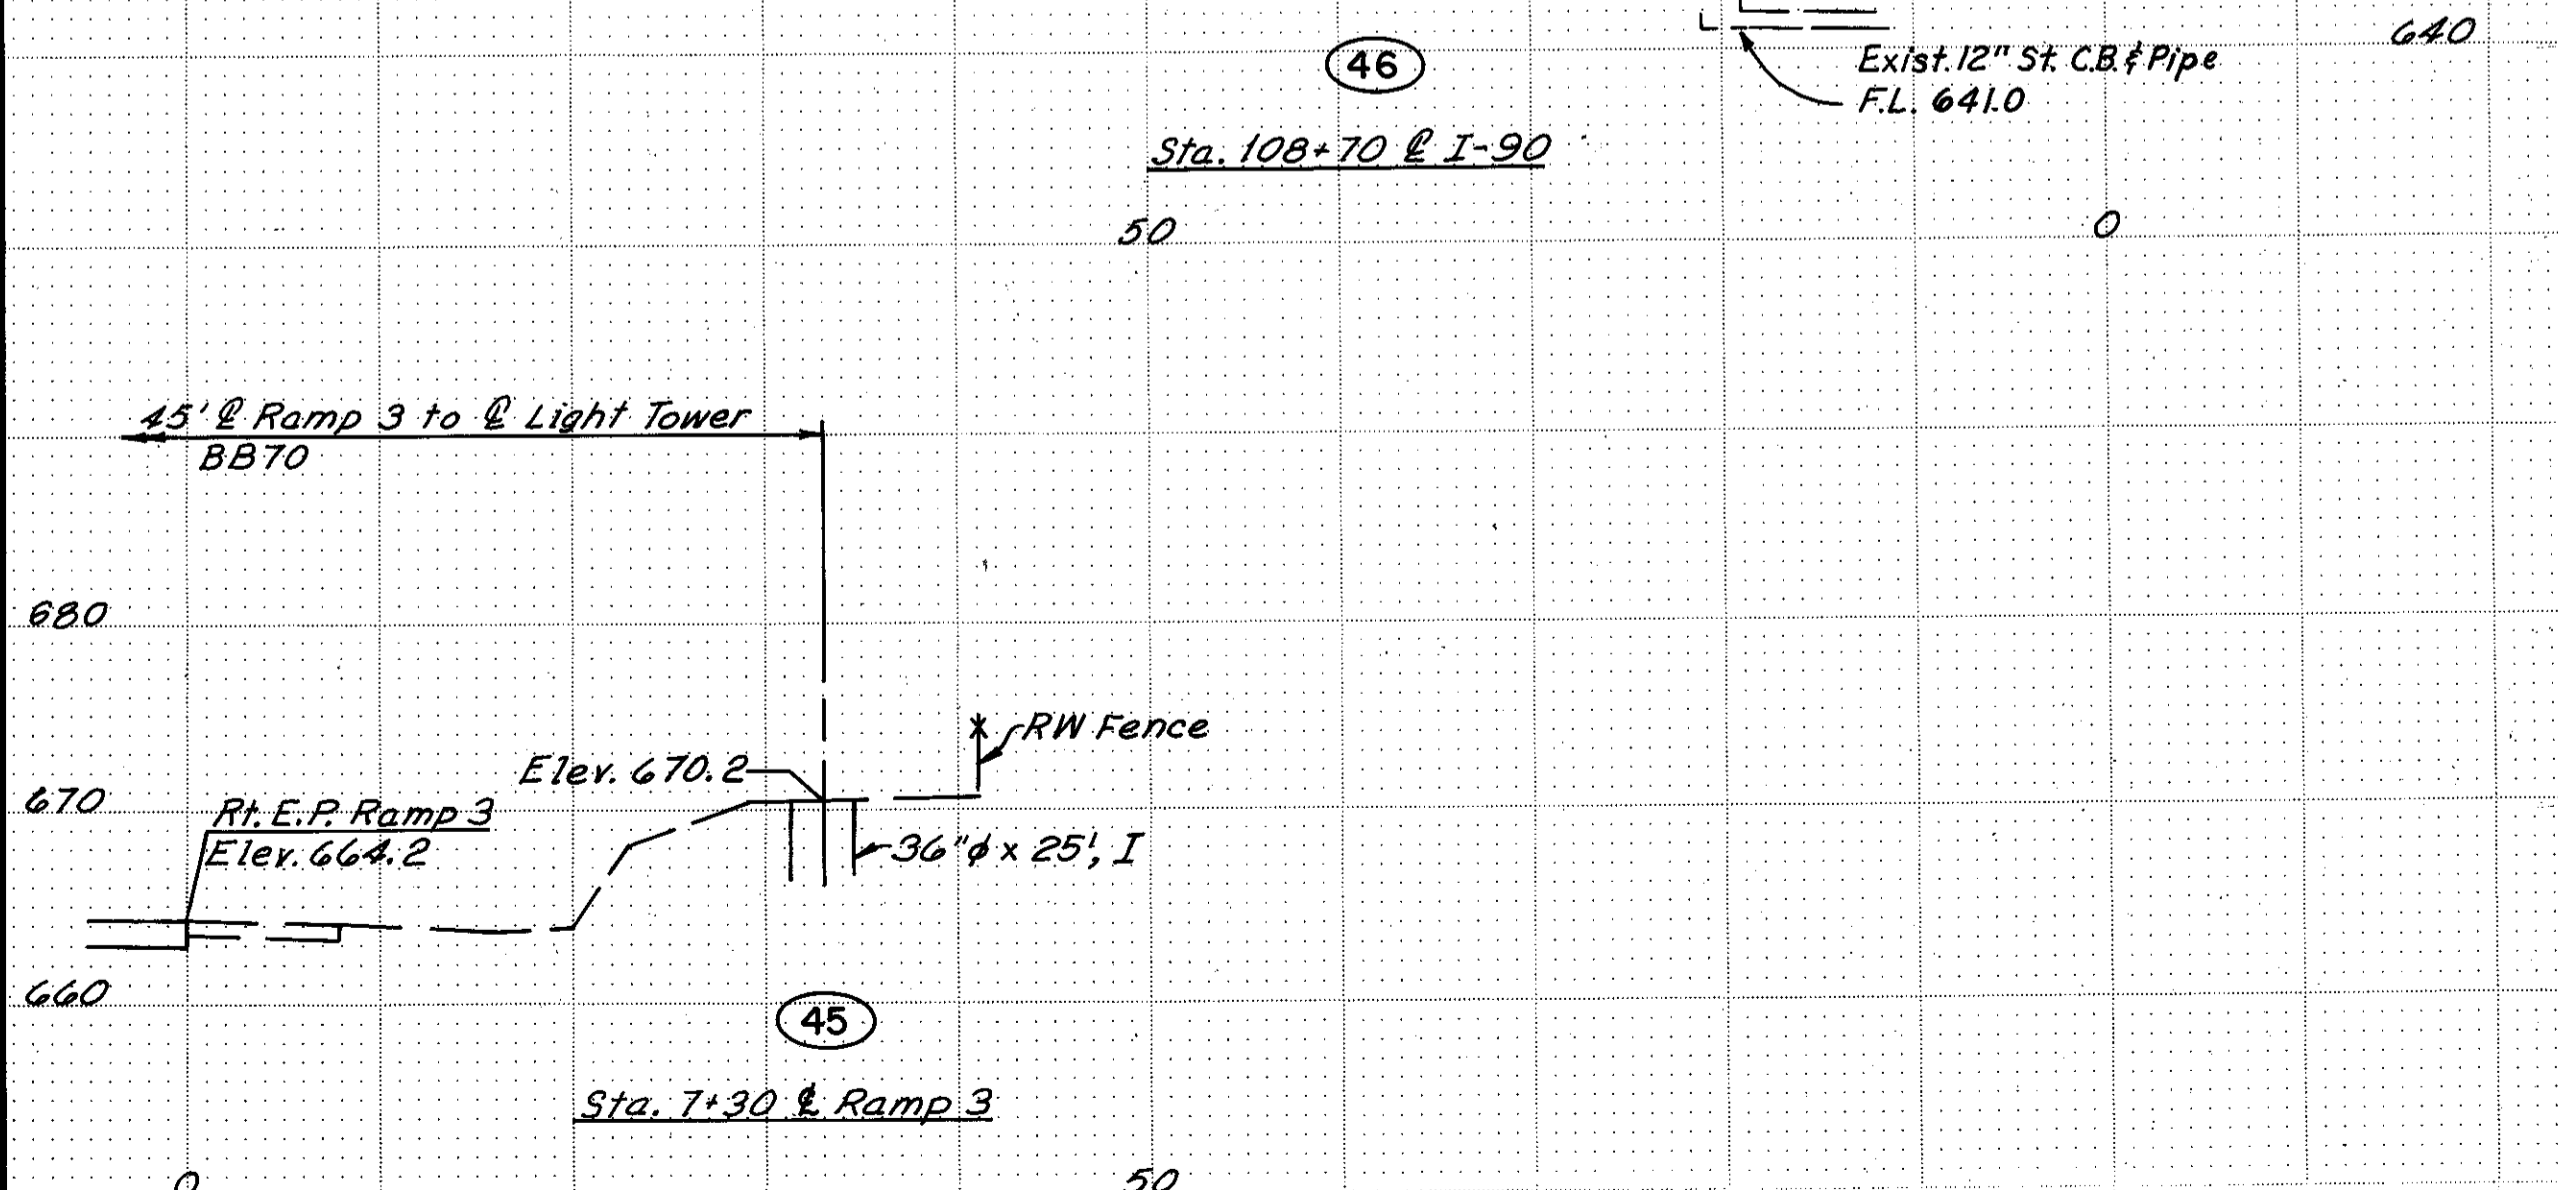 640
46
Exist. 12" St. C.B. & Pipe
F.L. 641.0
Sta. 108+70 ℄ I-90
50
0
45' ℄ Ramp 3 to ℄ Light Tower
BB70
680
RW Fence
Elev. 670.2
670
Rt. E.P. Ramp 3
Elev. 664.2
36"ϕ x 25', I
660
45
Sta. 7+30 ℄ Ramp 3
0
50